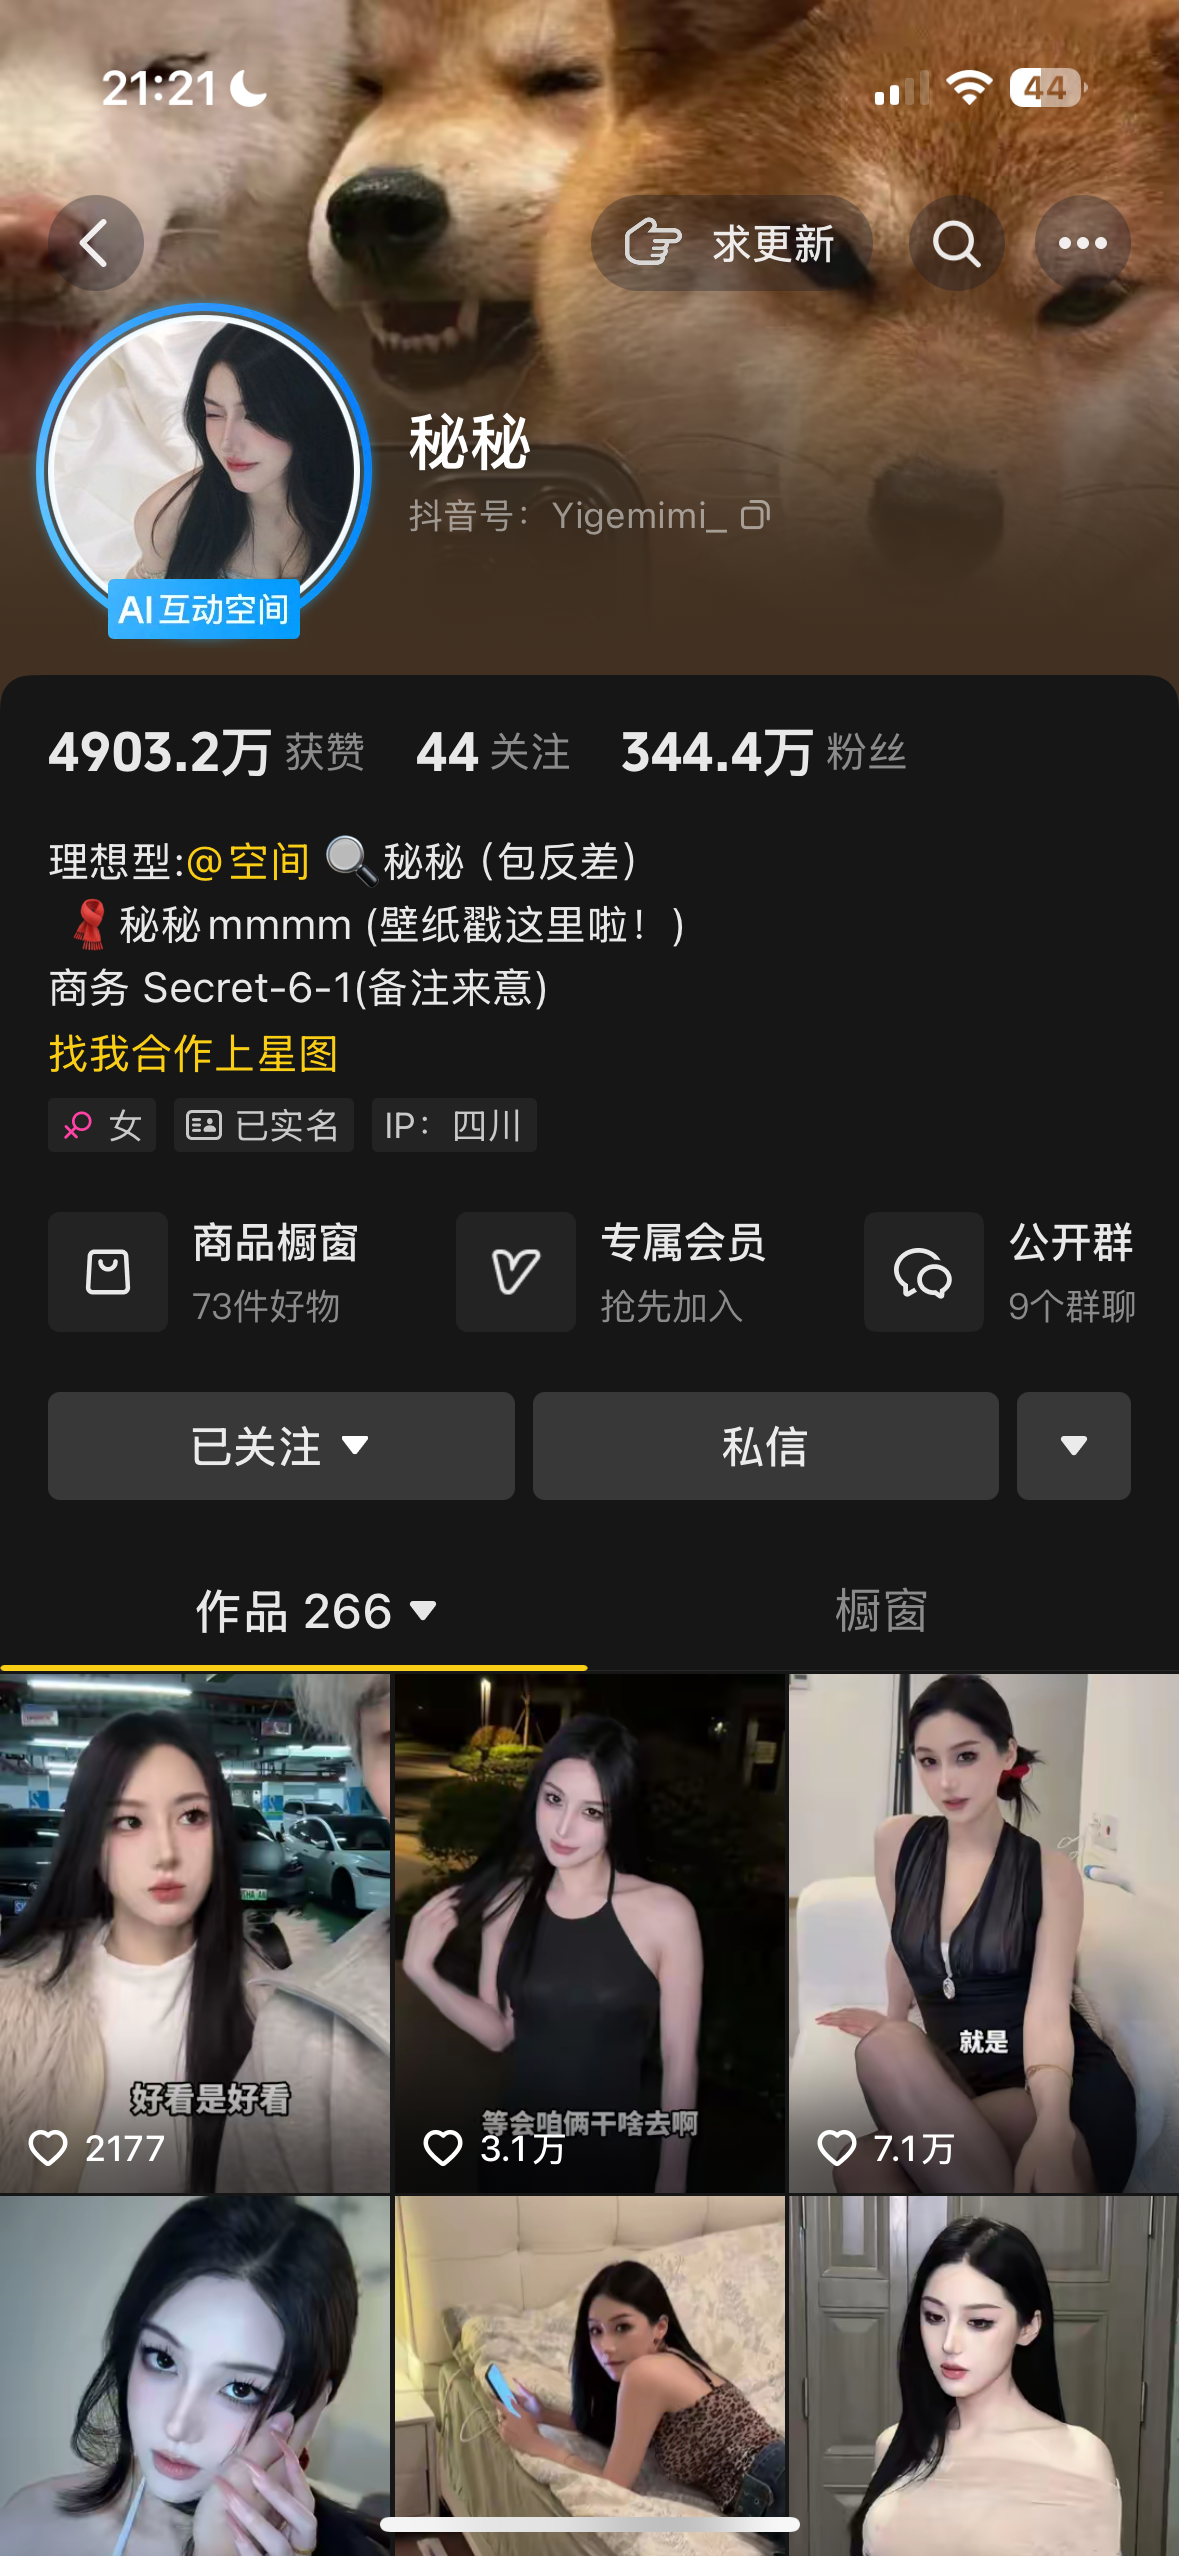 21:21
44
求更新
秘秘
抖音号：Yigemimi_
AI互动空间
4903.2万 获赞 44 关注 344.4万 粉丝
理想型:@空间 🔍秘秘（包反差）
🧣秘秘mmmm (壁纸戳这里啦！)
商务 Secret-6-1(备注来意)
找我合作上星图
女 已实名 IP：四川
商品橱窗 专属会员 公开群
73件好物 抢先加入 9个群聊
已关注 私信
作品 266 橱窗
就是
好看是好看 等会咱俩干啥去啊
2177 3.1万 7.1万